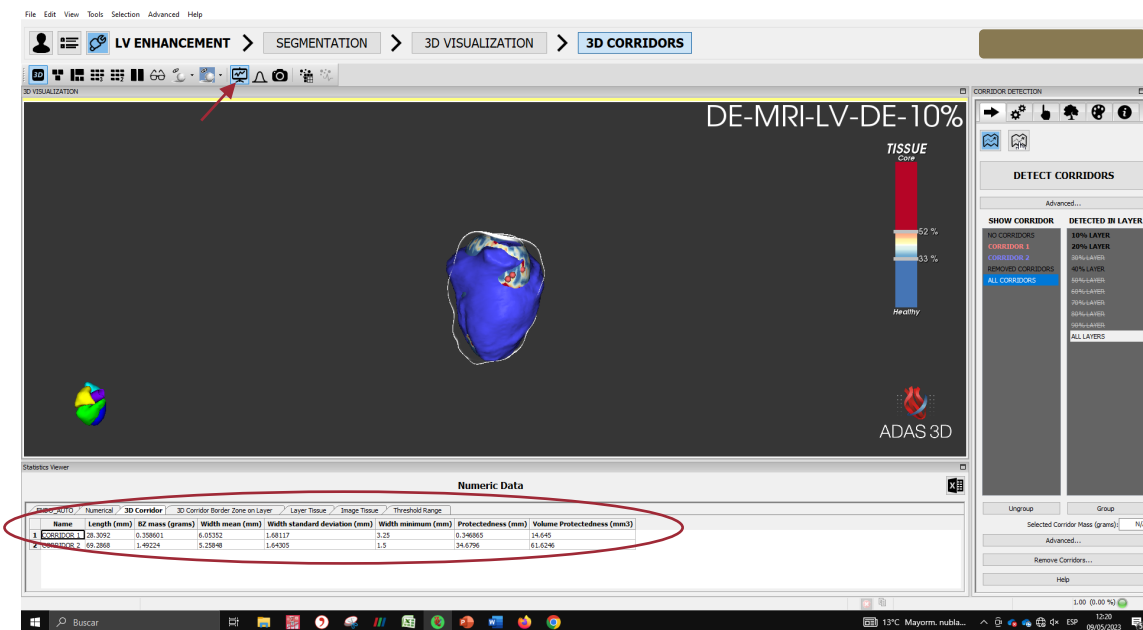 File Edit View Tools Selection Advanced Help
LV ENHANCEMENT > SEGMENTATION > 3D VISUALIZATION > 3D CORRIDORS
3D
3D VISUALIZATION
CORRIDOR DETECTION
DE-MRI-LV-DE-10%
TISSUE
Core
52 %
33 %
Healthy
ADAS 3D
DETECT CORRIDORS
Advanced...
SHOW CORRIDOR DETECTED IN LAYER
NO CORRIDORS 10% LAYER
CORRIDOR 1 20% LAYER
CORRIDOR 2 30% LAYER
REMOVED CORRIDORS 40% LAYER
ALL CORRIDORS 50% LAYER
60% LAYER
70% LAYER
80% LAYER
90% LAYER
ALL LAYERS
Ungroup Group
Selected Corridor Mass (grams): N/
Advanced...
Remove Corridors...
Help
Statistics Viewer
Numeric Data
ENDO_AUTO Numerical 3D Corridor 3D Corridor Border Zone on Layer Layer Tissue Image Tissue Threshold Range
Name Length (mm) BZ mass (grams) Width mean (mm) Width standard deviation (mm) Width minimum (mm) Protectedness (mm) Volume Protectedness (mm3)
1 CORRIDOR 1 28.3092 0.358601 6.05352 1.68117 3.25 0.346865 14.645
2 CORRIDOR 2 69.2868 1.49224 5.25848 1.64305 1.5 34.6796 61.6246
1.00 (0.00 %)
Buscar
13°C Mayorm. nubla...
ESP
12:20
09/05/2023